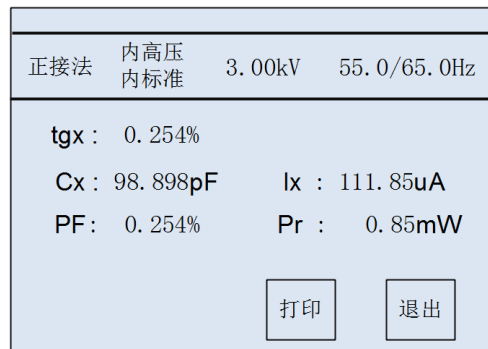 正接法 内高压 内标准 3.00kV 55.0/65.0Hz
tgx: 0.254%
Cx: 98.898pF Ix : 111.85uA
PF: 0.254% Pr : 0.85mW
打印 退出